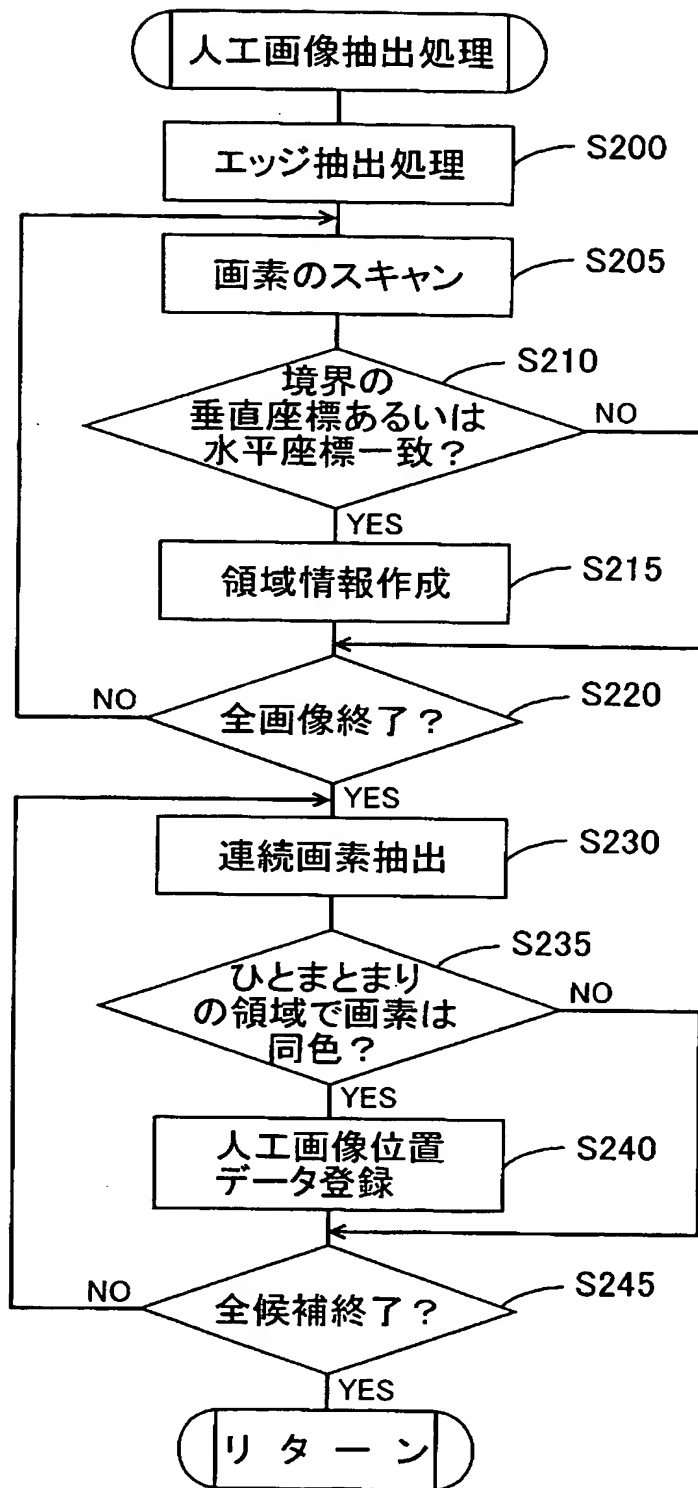 人工画像抽出処理
エッジ抽出処理
S200
画素のスキャン
S205
境界の
垂直座標あるいは
水平座標一致？
S210
NO
YES
領域情報作成
S215
全画像終了？
S220
NO
YES
連続画素抽出
S230
ひとまとまり
の領域で画素は
同色？
S235
NO
YES
人工画像位置
データ登録
S240
全候補終了？
S245
NO
YES
リターン